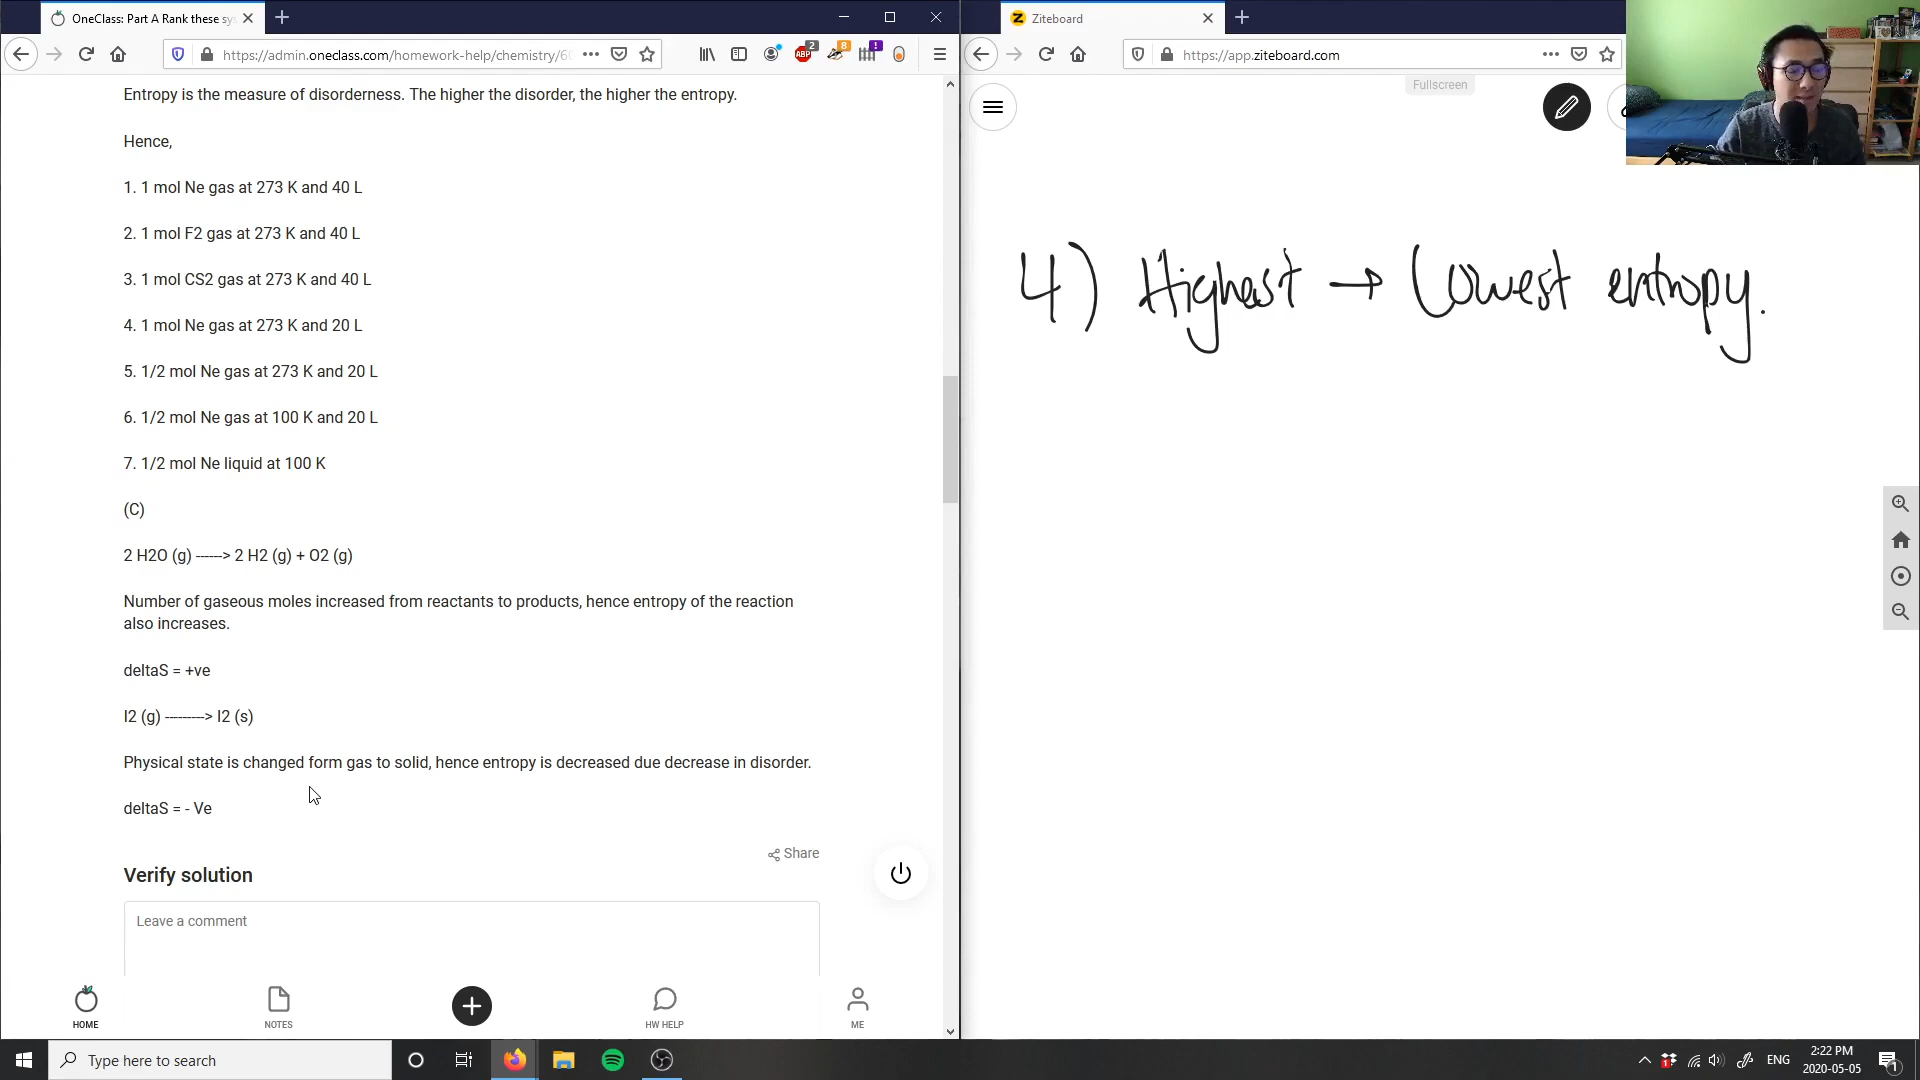 OneClass: Part A Rank these sy
https://admin.oneclass.com/homework-help/chemistry/6
2
8
1
Entropy is the measure of disorderness. The higher the disorder, the higher the entropy.
Hence,
1. 1 mol Ne gas at 273 K and 40 L
2. 1 mol F2 gas at 273 K and 40 L
3. 1 mol CS2 gas at 273 K and 40 L
4. 1 mol Ne gas at 273 K and 20 L
5. 1/2 mol Ne gas at 273 K and 20 L
6. 1/2 mol Ne gas at 100 K and 20 L
7. 1/2 mol Ne liquid at 100 K
(C)
2 H2O (g) ------> 2 H2 (g) + O2 (g)
Number of gaseous moles increased from reactants to products, hence entropy of the reaction
also increases.
deltaS = +ve
I2 (g) ---------> I2 (s)
Physical state is changed form gas to solid, hence entropy is decreased due decrease in disorder.
deltaS = - Ve
Share
Verify solution
Leave a comment
HOME
NOTES
HW HELP
ME
Z Ziteboard
https://app.ziteboard.com
Fullscreen
4) Highest → Lowest entropy.
Type here to search
ENG
2:22 PM
2020-05-05
1